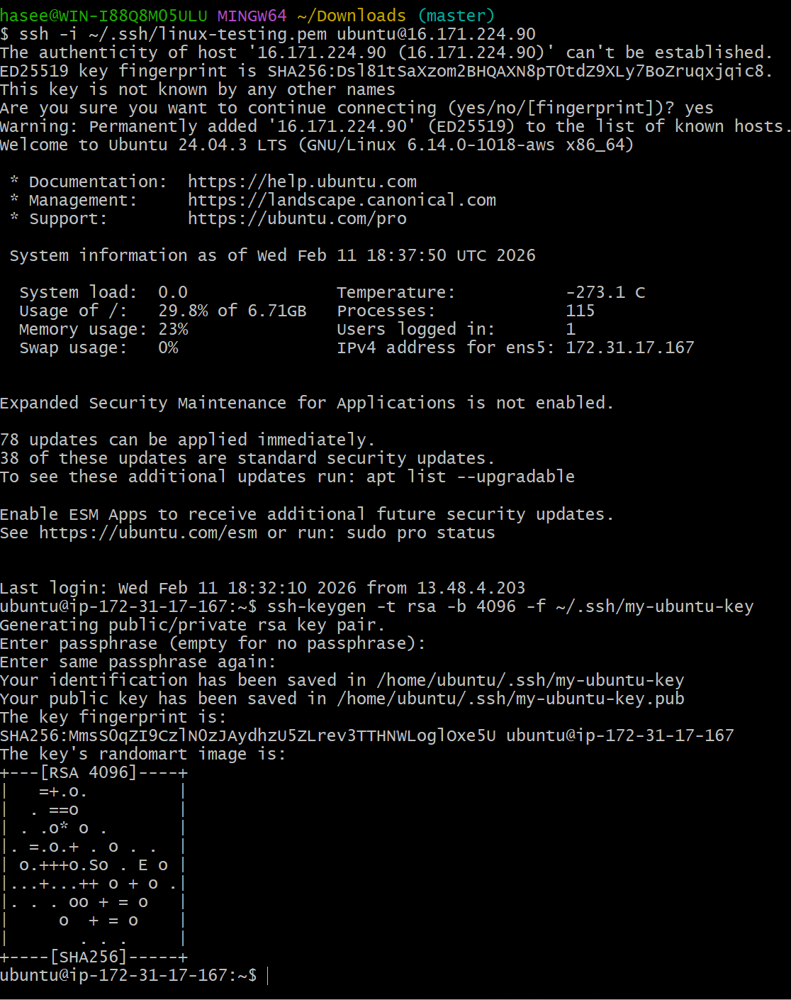 hasee@WIN-I88Q8MO5ULU MINGW64 ~/Downloads (master)
$ ssh -i ~/.ssh/linux-testing.pem ubuntu@16.171.224.90
The authenticity of host '16.171.224.90 (16.171.224.90)' can't be established.
ED25519 key fingerprint is SHA256:Dsl81tSaXzom2BHQAXN8pT0tdZ9XLy7BoZruqxjqic8.
This key is not known by any other names
Are you sure you want to continue connecting (yes/no/[fingerprint])? yes
Warning: Permanently added '16.171.224.90' (ED25519) to the list of known hosts.
Welcome to Ubuntu 24.04.3 LTS (GNU/Linux 6.14.0-1018-aws x86_64)

 * Documentation:  https://help.ubuntu.com
 * Management:     https://landscape.canonical.com
 * Support:        https://ubuntu.com/pro

 System information as of Wed Feb 11 18:37:50 UTC 2026

  System load:  0.0               Temperature:           -273.1 C
  Usage of /:   29.8% of 6.71GB   Processes:             115
  Memory usage: 23%               Users logged in:       1
  Swap usage:   0%                IPv4 address for ens5: 172.31.17.167


Expanded Security Maintenance for Applications is not enabled.

78 updates can be applied immediately.
38 of these updates are standard security updates.
To see these additional updates run: apt list --upgradable

Enable ESM Apps to receive additional future security updates.
See https://ubuntu.com/esm or run: sudo pro status


Last login: Wed Feb 11 18:32:10 2026 from 13.48.4.203
ubuntu@ip-172-31-17-167:~$ ssh-keygen -t rsa -b 4096 -f ~/.ssh/my-ubuntu-key
Generating public/private rsa key pair.
Enter passphrase (empty for no passphrase):
Enter same passphrase again:
Your identification has been saved in /home/ubuntu/.ssh/my-ubuntu-key
Your public key has been saved in /home/ubuntu/.ssh/my-ubuntu-key.pub
The key fingerprint is:
SHA256:MmsSOqZI9CzlN0zJAydhzU5ZLrev3TTHNWLoglOxe5U ubuntu@ip-172-31-17-167
The key's randomart image is:
+---[RSA 4096]----+
|   =+.o.         |
|  . ==o          |
| . .o* o .       |
|. =.o.+ . o . .  |
| o.+++o.So . E o |
|...+...++ o + o .|
|. . . oo + = o   |
|     o  + = o    |
|       . . .     |
+----[SHA256]-----+
ubuntu@ip-172-31-17-167:~$